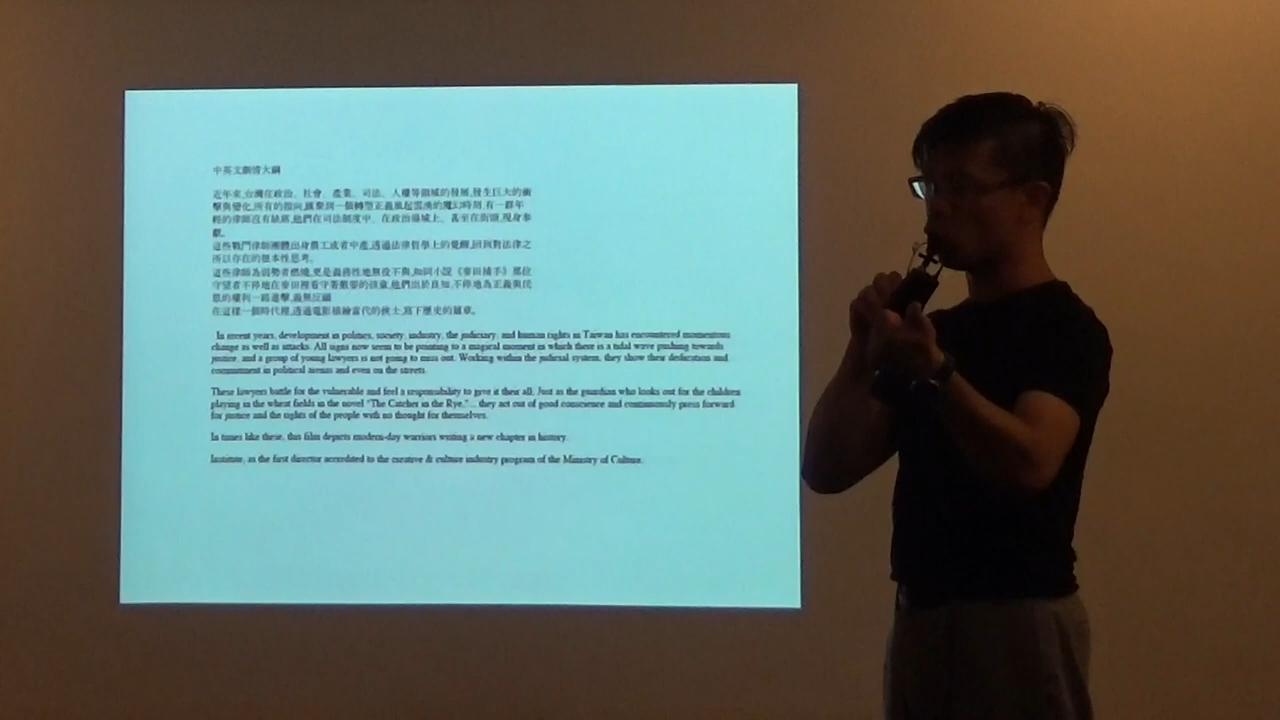 中英文劇情大綱
近年來,台灣在政治、社會、產業、司法、人權等領域的發展,發生巨大的衝
擊與變化,所有的指向,匯聚到一個轉型正義風起雲湧的魔幻時刻,有一群年
輕的律師沒有缺席,他們在司法制度中、在政治場域上、甚至在街頭,現身奉
獻。
這些戰鬥律師團體出身農工或者中產,透過法律哲學上的覺醒,回到對法律之
所以存在的根本性思考。
這些律師為弱勢者燃燒,更是義務性地無役不與,如同小說《麥田捕手》那位
守望者不停地在麥田裡看守著歡耍的孩童,他們出於良知,不停地為正義與民
眾的權利一路進擊,義無反顧
在這樣一個時代裡,透過電影描繪當代的俠士,寫下歷史的篇章。
In recent years, development in politics, society, industry, the judiciary, and human rights in Taiwan has encountered momentous
change as well as attacks. All signs now seem to be pointing to a magical moment in which there is a tidal wave pushing towards
justice, and a group of young lawyers is not going to miss out. Working within the judicial system, they show their dedication and
commitment in political arenas and even on the streets.
These lawyers battle for the vulnerable and feel a responsibility to give it their all. Just as the guardian who looks out for the children
playing in the wheat fields in the novel "The Catcher in the Rye,"... they act out of good conscience and continuously press forward
for justice and the rights of the people with no thought for themselves.
In times like these, this film depicts modern-day warriors writing a new chapter in history.
Institute, as the first director accredited to the creative & culture industry program of the Ministry of Culture.